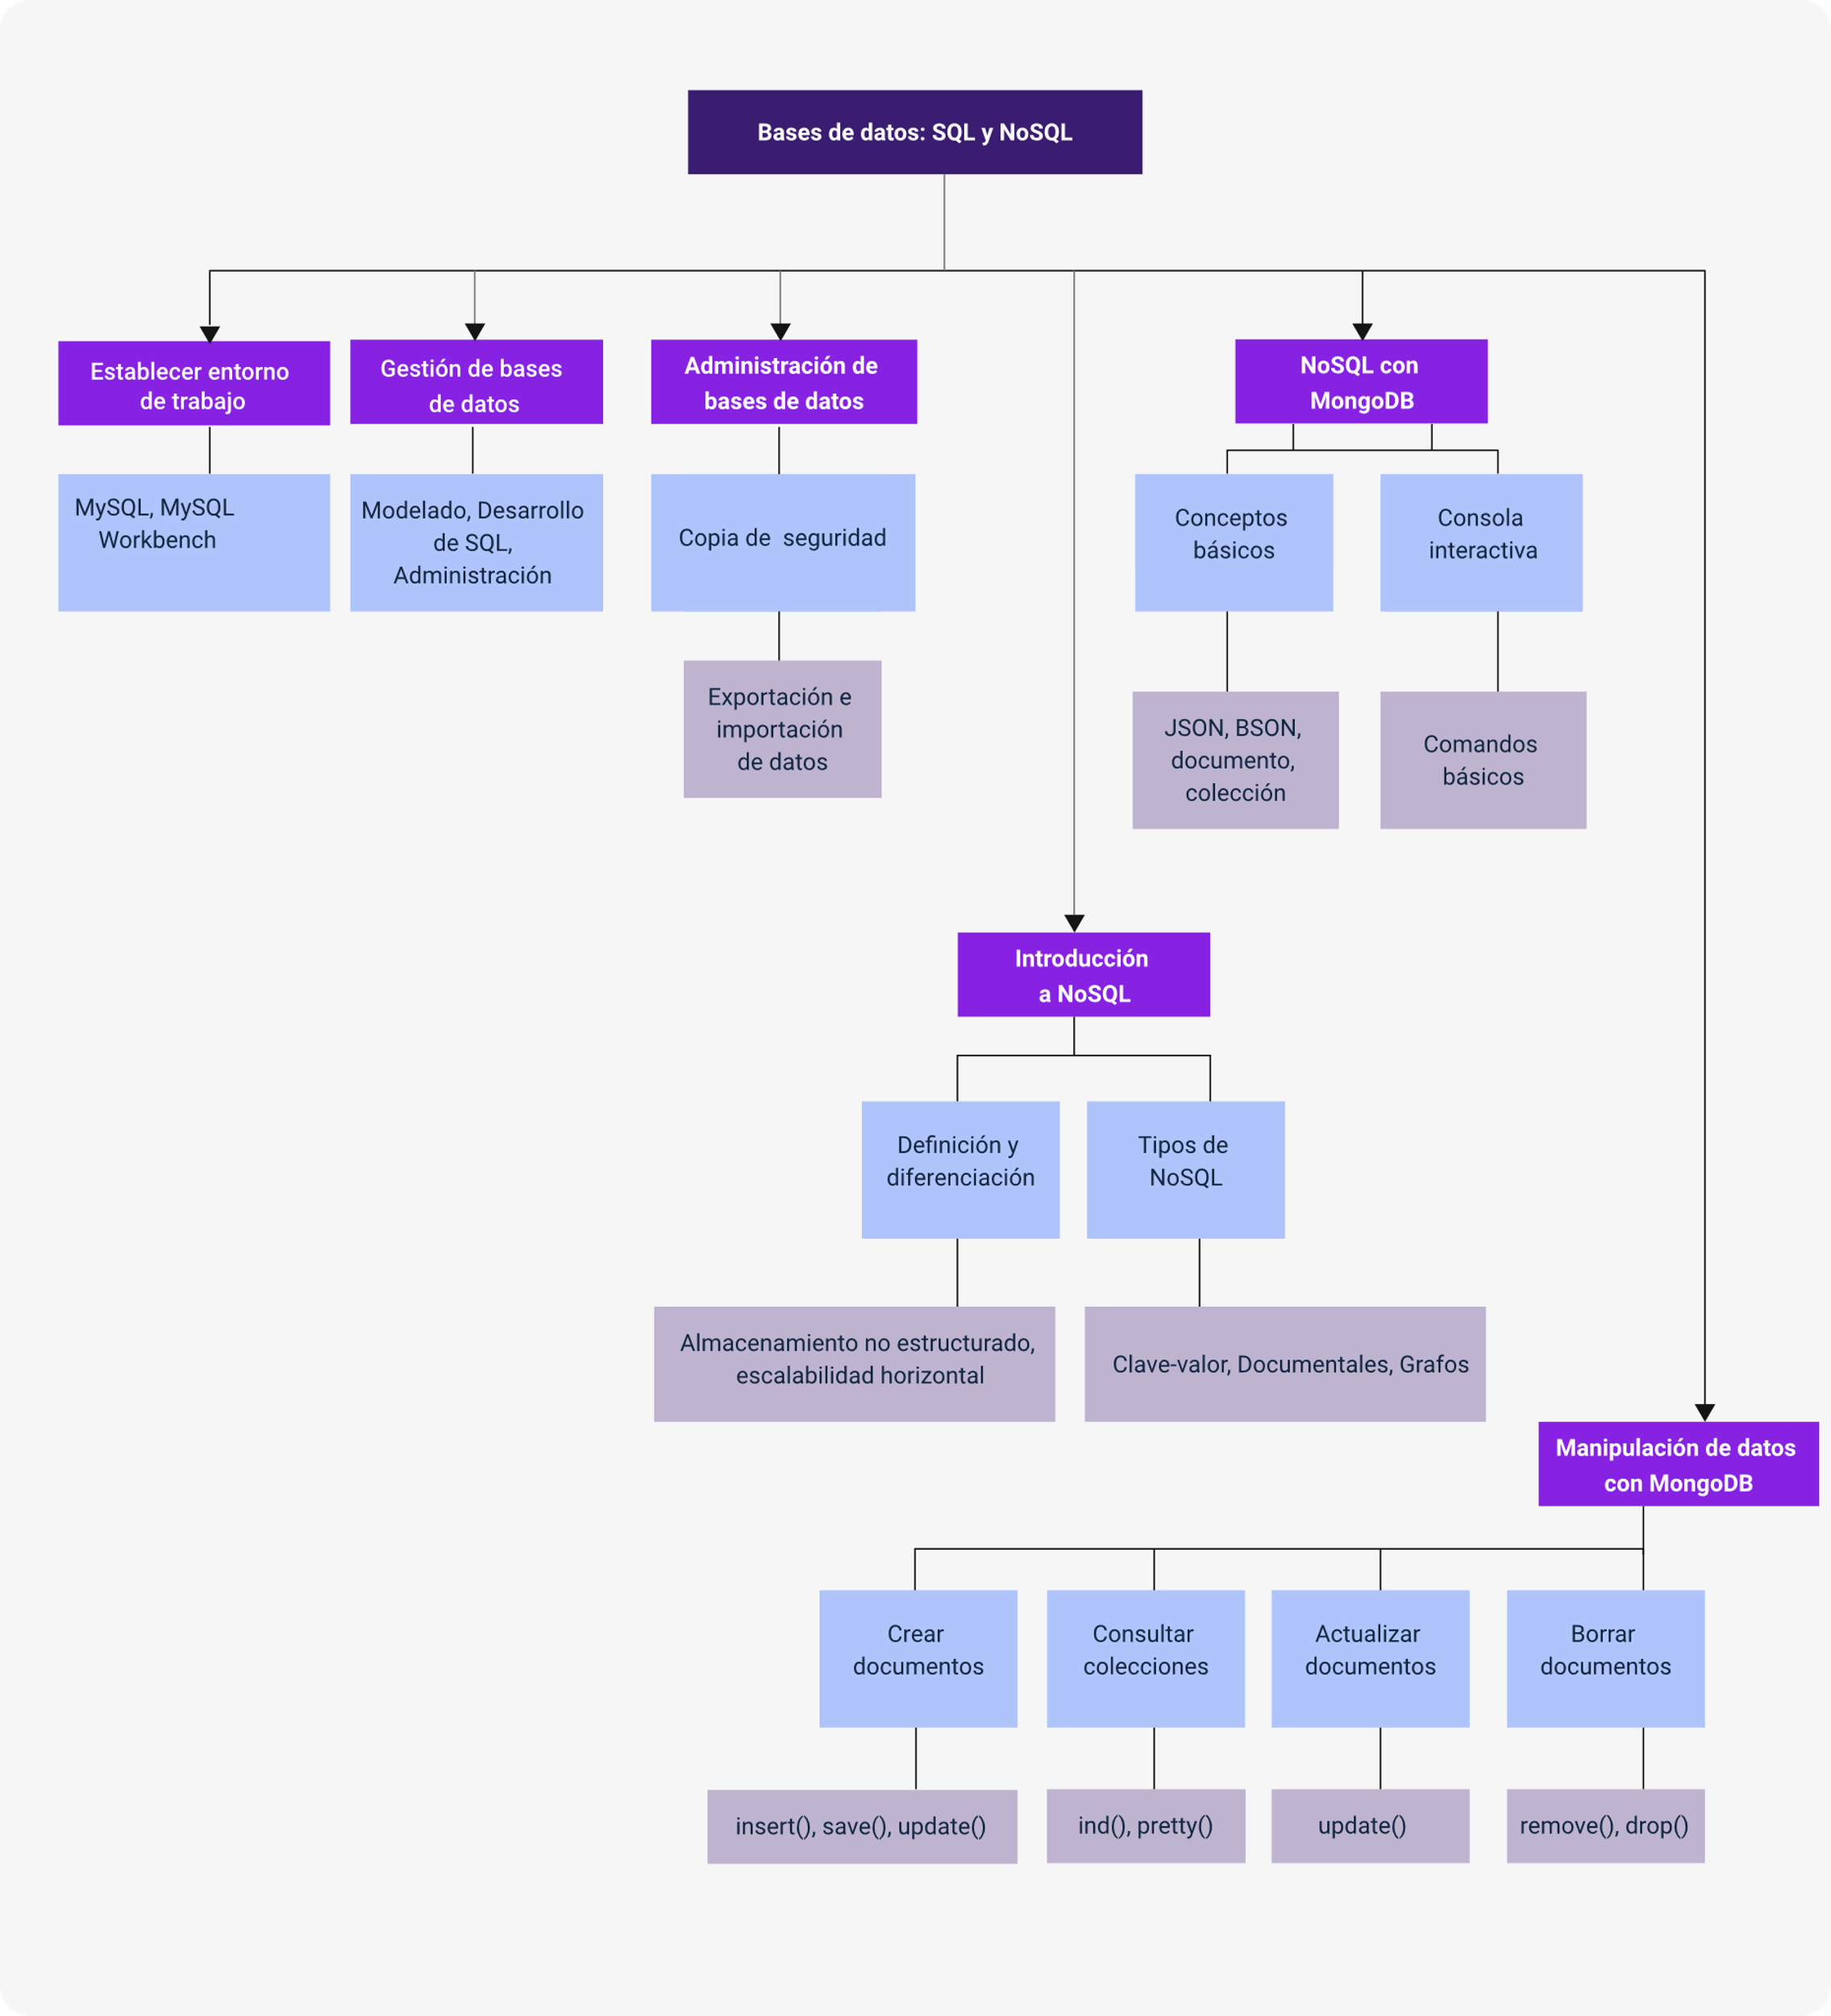 Bases de datos: SQL y NoSQL
Establecer entorno
de trabajo
Gestión de bases
de datos
Administración de
bases de datos
NoSQL con
MongoDB
MySQL, MySQL
Workbench
Modelado, Desarrollo
de SQL,
Administración
Copia de  seguridad
Conceptos
básicos
Consola
interactiva
Exportación e
importación
de datos
JSON, BSON,
documento,
colección
Comandos
básicos
Introducción
a NoSQL
Definición y
diferenciación
Tipos de
NoSQL
Almacenamiento no estructurado,
escalabilidad horizontal
Clave-valor, Documentales, Grafos
Manipulación de datos
con MongoDB
Crear
documentos
Consultar
colecciones
Actualizar
documentos
Borrar
documentos
insert(), save(), update()
ind(), pretty()
update()
remove(), drop()